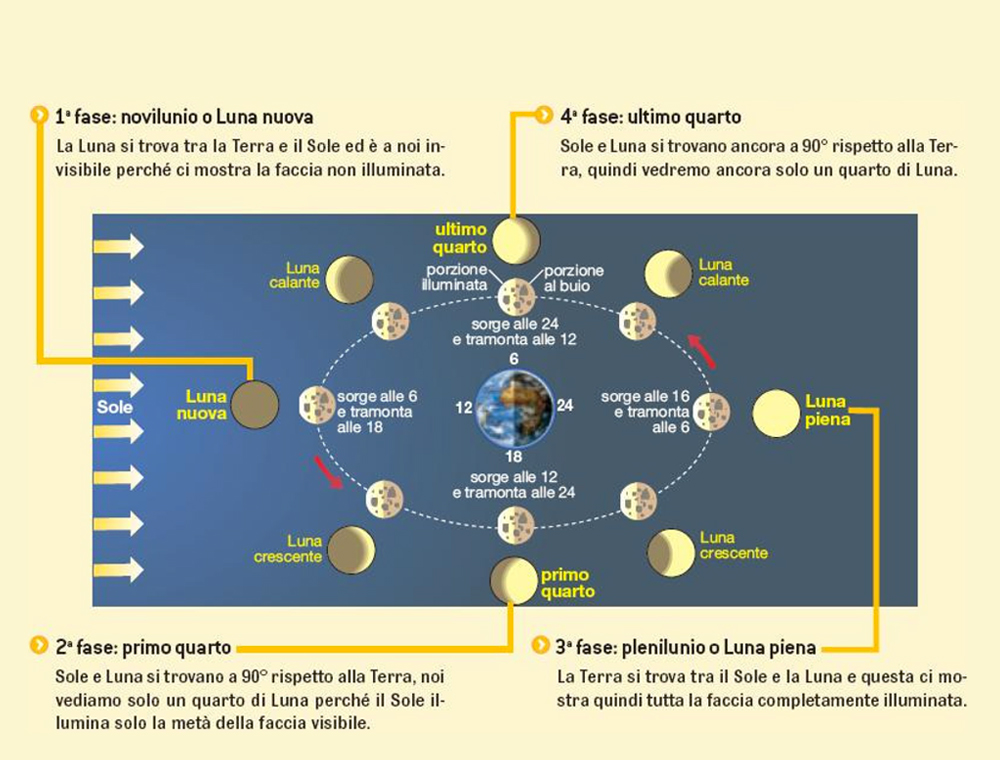 1ª fase: novilunio o Luna nuova
La Luna si trova tra la Terra e il Sole ed è a noi in-
visibile perché ci mostra la faccia non illuminata.
4ª fase: ultimo quarto
Sole e Luna si trovano ancora a 90° rispetto alla Ter-
ra, quindi vedremo ancora solo un quarto di Luna.
ultimo
quarto
Luna
calante
porzione
illuminata
porzione
al buio
Luna
calante
sorge alle 24
e tramonta alle 12
6
Sole
Luna
nuova
sorge alle 6
e tramonta
alle 18
12
24
sorge alle 16
e tramonta
alle 6
Luna
piena
18
sorge alle 12
e tramonta alle 24
Luna
crescente
primo
quarto
Luna
crescente
2ª fase: primo quarto
Sole e Luna si trovano a 90° rispetto alla Terra, noi
vediamo solo un quarto di Luna perché il Sole il-
lumina solo la metà della faccia visibile.
3ª fase: plenilunio o Luna piena
La Terra si trova tra il Sole e la Luna e questa ci mo-
stra quindi tutta la faccia completamente illuminata.